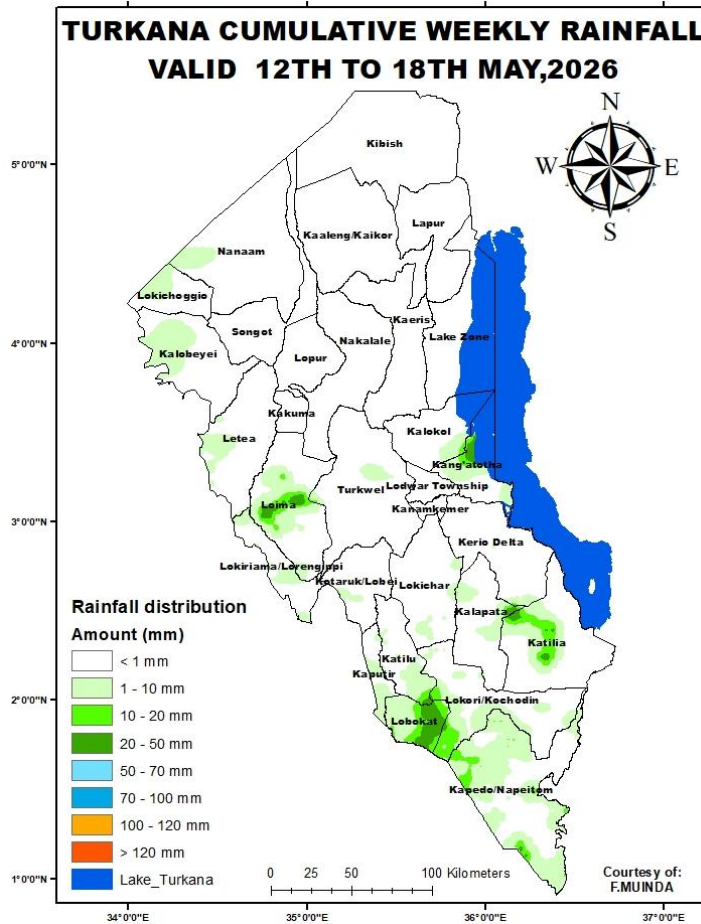 TURKANA CUMULATIVE WEEKLY RAINFALL
VALID 12TH TO 18TH MAY,2026
N
W
E
S
5°0'0"N
4°0'0"N
3°0'0"N
2°0'0"N
1°0'0"N
Kibish
Lapur
Kaaleng/Kaikor
Nanaam
Lokichoggio
Kaeris
Songot
Nakalale
Lake Zone
Kalobeyei
Lopur
Kakuma
Kalokol
Letea
Kang'atotha
Turkwel
Lodwar Township
Loima
Kanamkemer
Kerio Delta
Lokiriama/Lorengippi
Kotaruk/Lobei
Lokichar
Kalapata
Katilia
Katilu
Kaputir
Lokori/Kochodin
Lobokat
Kapedo/Napeitom
Rainfall distribution
Amount (mm)
< 1 mm
1 - 10 mm
10 - 20 mm
20 - 50 mm
50 - 70 mm
70 - 100 mm
100 - 120 mm
> 120 mm
Lake_Turkana
0 25 50 100 Kilometers
Courtesy of:
F.MUINDA
34°0'0"E
35°0'0"E
36°0'0"E
37°0'0"E